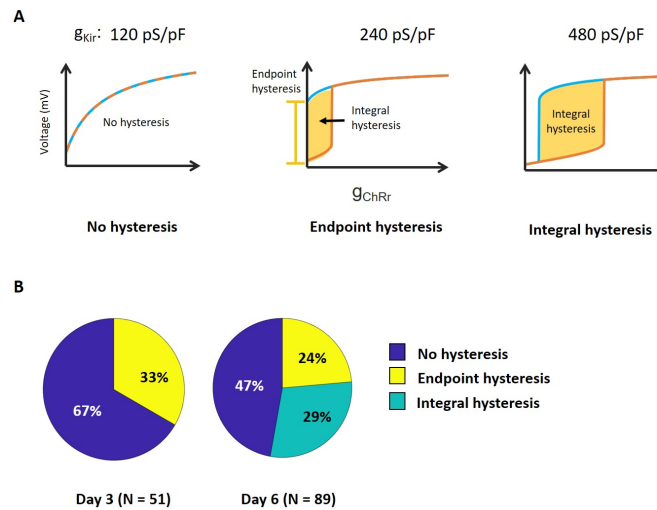 A
gKir: 120 pS/pF
240 pS/pF
480 pS/pF
Voltage (mV)
No hysteresis
Endpoint
hysteresis
Integral
hysteresis
Integral
hysteresis
gChRr
No hysteresis
Endpoint hysteresis
Integral hysteresis
B
67%
33%
47%
24%
29%
No hysteresis
Endpoint hysteresis
Integral hysteresis
Day 3 (N = 51)
Day 6 (N = 89)